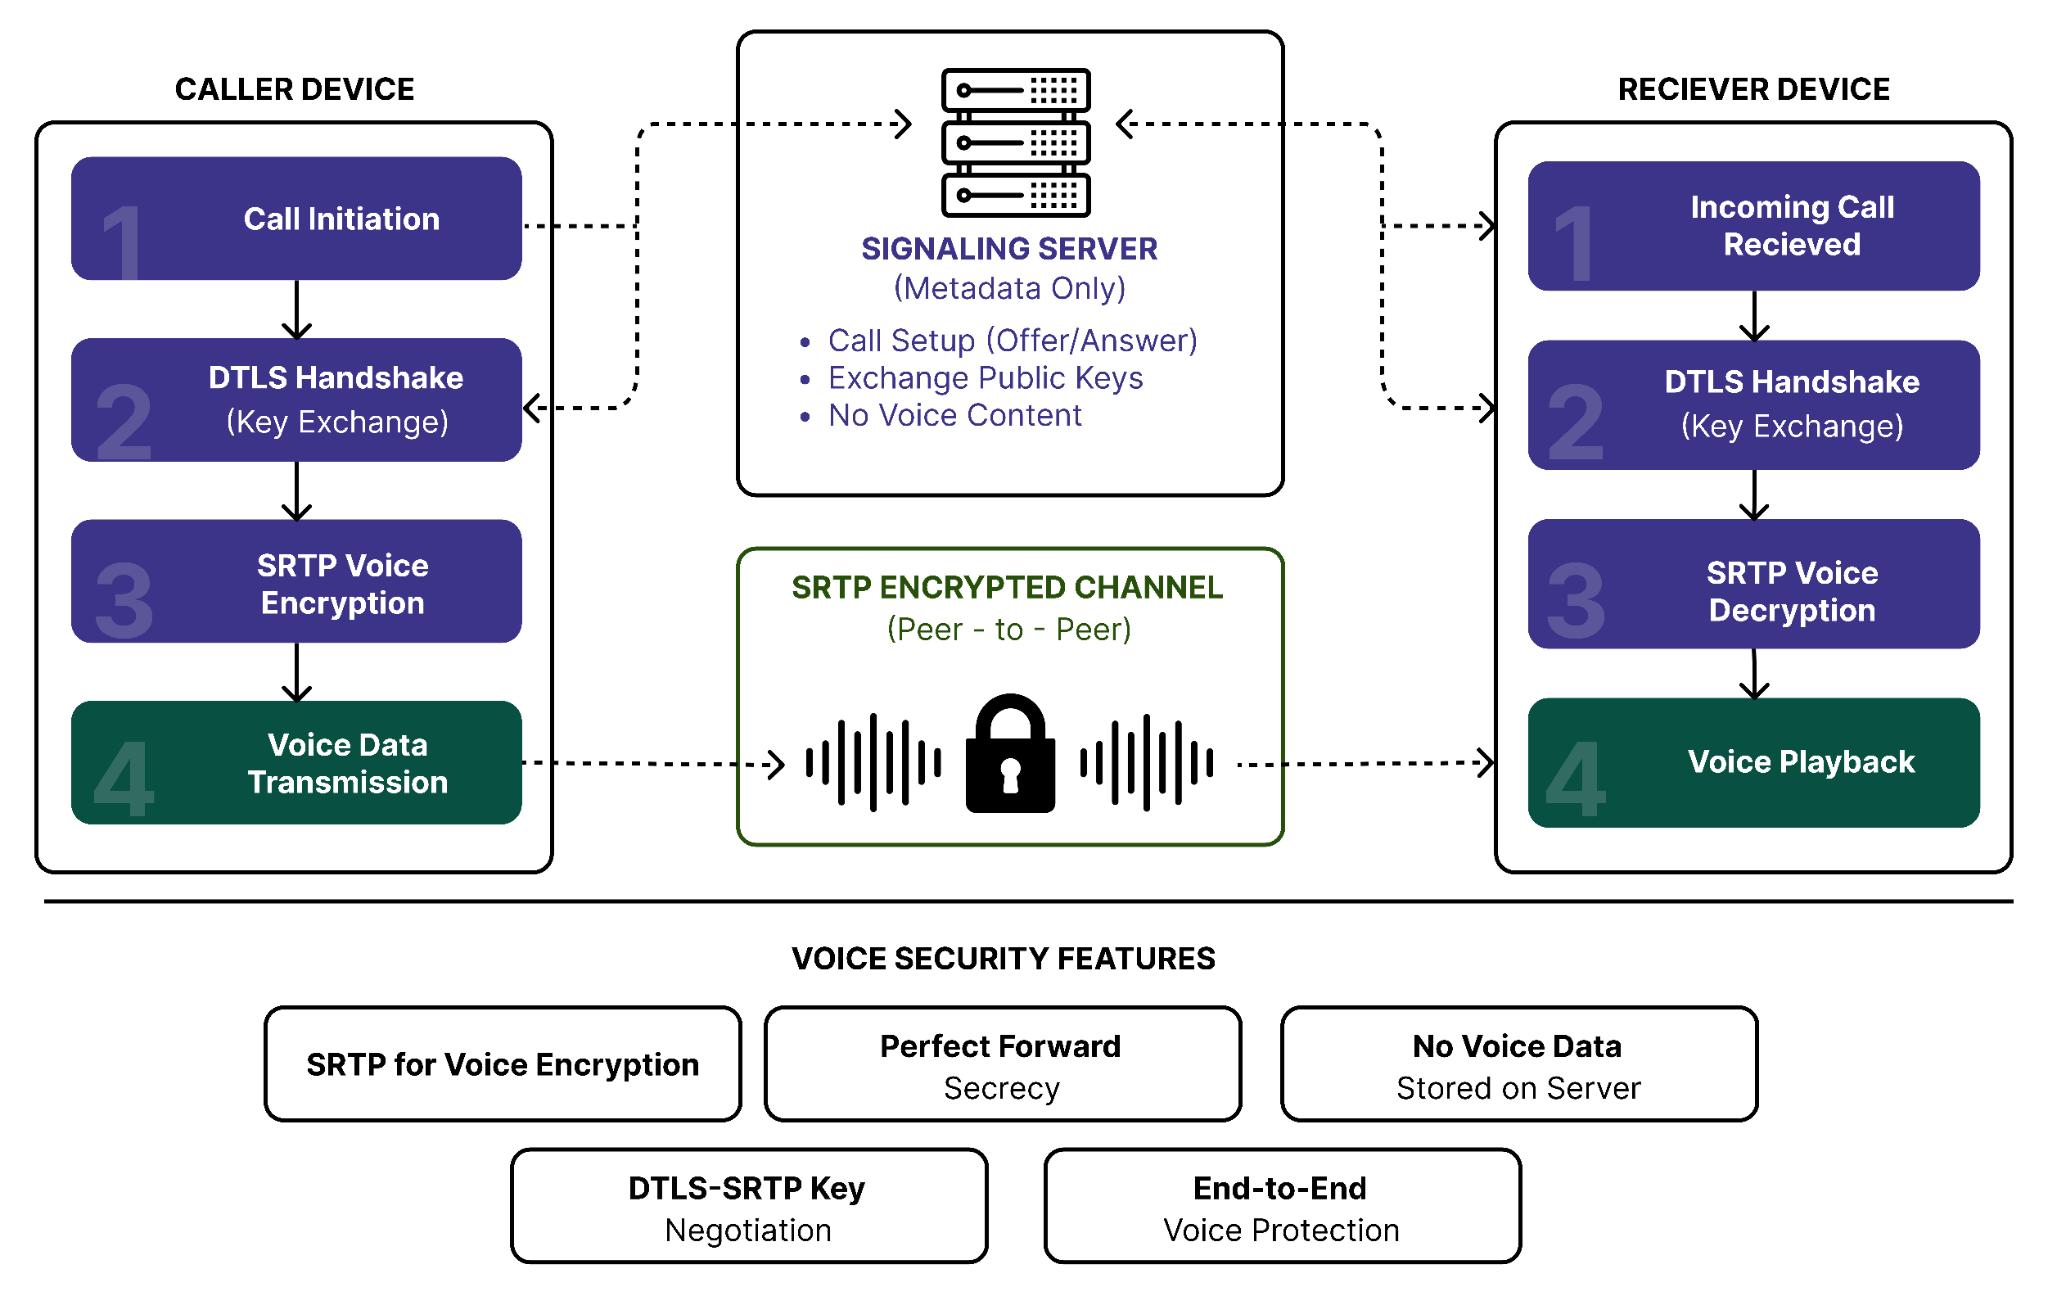 CALLER DEVICE
1
Call Initiation
2
DTLS Handshake
(Key Exchange)
3
SRTP Voice
Encryption
4
Voice Data
Transmission
SIGNALING SERVER
(Metadata Only)
• Call Setup (Offer/Answer)
• Exchange Public Keys
• No Voice Content
SRTP ENCRYPTED CHANNEL
(Peer - to - Peer)
RECIEVER DEVICE
1
Incoming Call
Recieved
2
DTLS Handshake
(Key Exchange)
3
SRTP Voice
Decryption
4
Voice Playback
VOICE SECURITY FEATURES
SRTP for Voice Encryption
Perfect Forward
Secrecy
No Voice Data
Stored on Server
DTLS-SRTP Key
Negotiation
End-to-End
Voice Protection